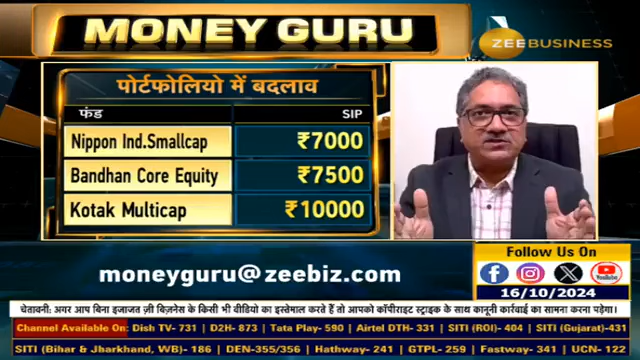 MONEY GURU
ZEE BUSINESS
पोर्टफोलियो में बदलाव
फंड SIP
Nippon Ind.Smallcap ₹7000
Bandhan Core Equity ₹7500
Kotak Multicap ₹10000
moneyguru@zeebiz.com
Follow Us On
YouTube
16/10/2024
चेतावनी: अगर आप बिना इजाजत ज़ी बिज़नेस के किसी भी वीडियो का इस्तेमाल करते हैं तो आपको कॉपीराइट स्ट्राइक के साथ कानूनी कार्रवाई का सामना करना पड़ेगा।
Channel Available On: Dish TV- 731 | D2H- 873 | Tata Play- 590 | Airtel DTH- 331 | SITI (ROI)- 404 | SITI (Gujarat)-431
SITI (Bihar & Jharkhand, WB)- 186 | DEN-355/356 | Hathway-241 | GTPL-259 | Fastway-341 | UCN-122